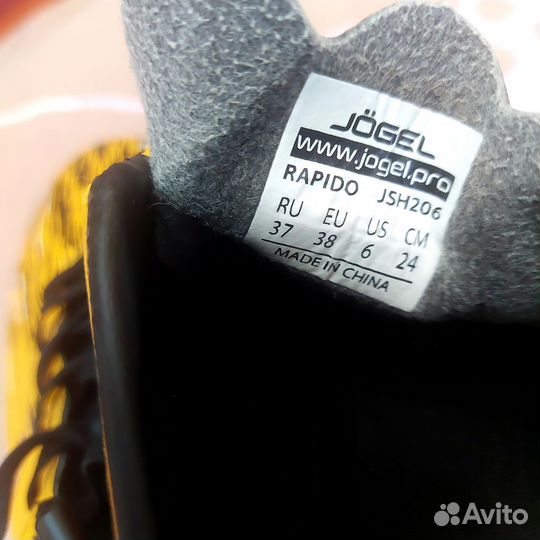 JÖGEL
www.jogel.pro
RAPIDO JSH206
RU EU US CM
37 38 6 24
MADE IN CHINA
Avito